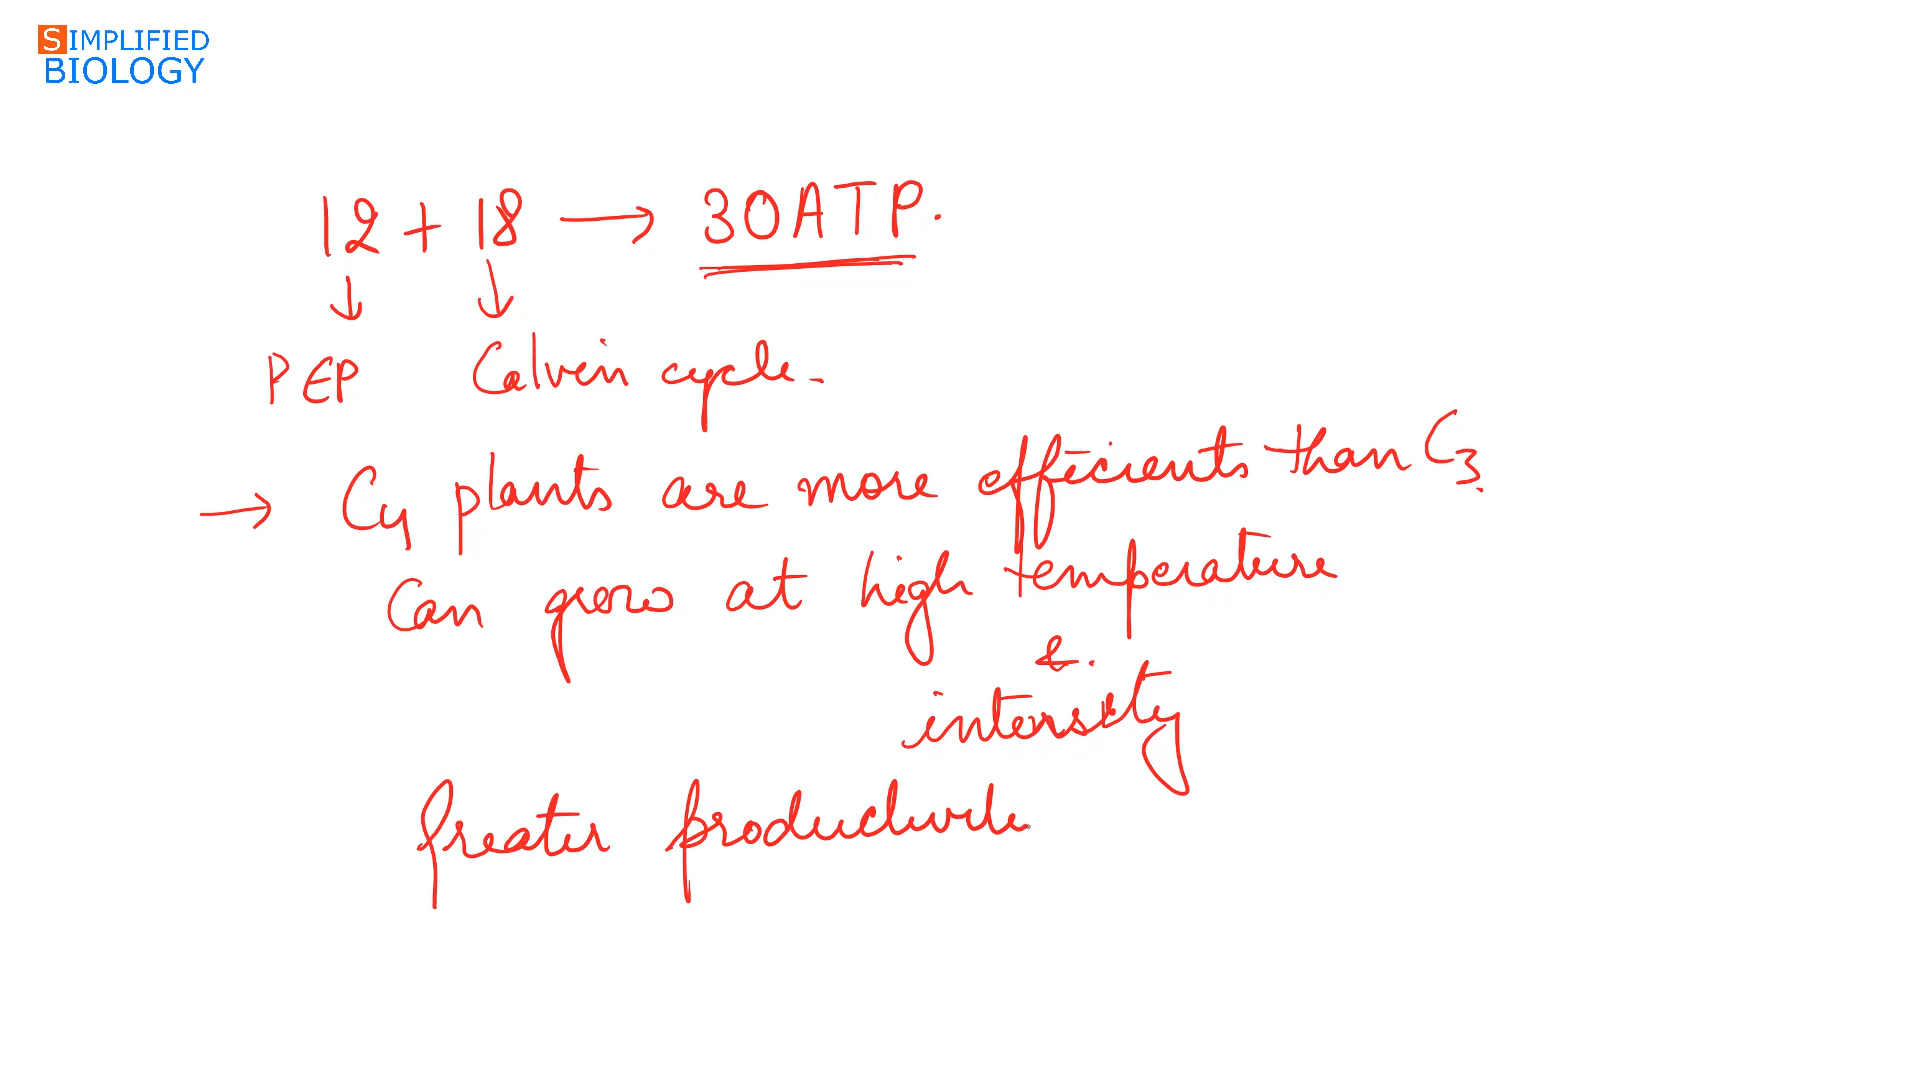 SIMPLIFIED
BIOLOGY
12 + 18 → 30ATP.
↓ ↓
PEP Calvin cycle.
→ C4 plants are more efficients than C3.
Can grow at high temperature
&.
intensity
Greater productivite